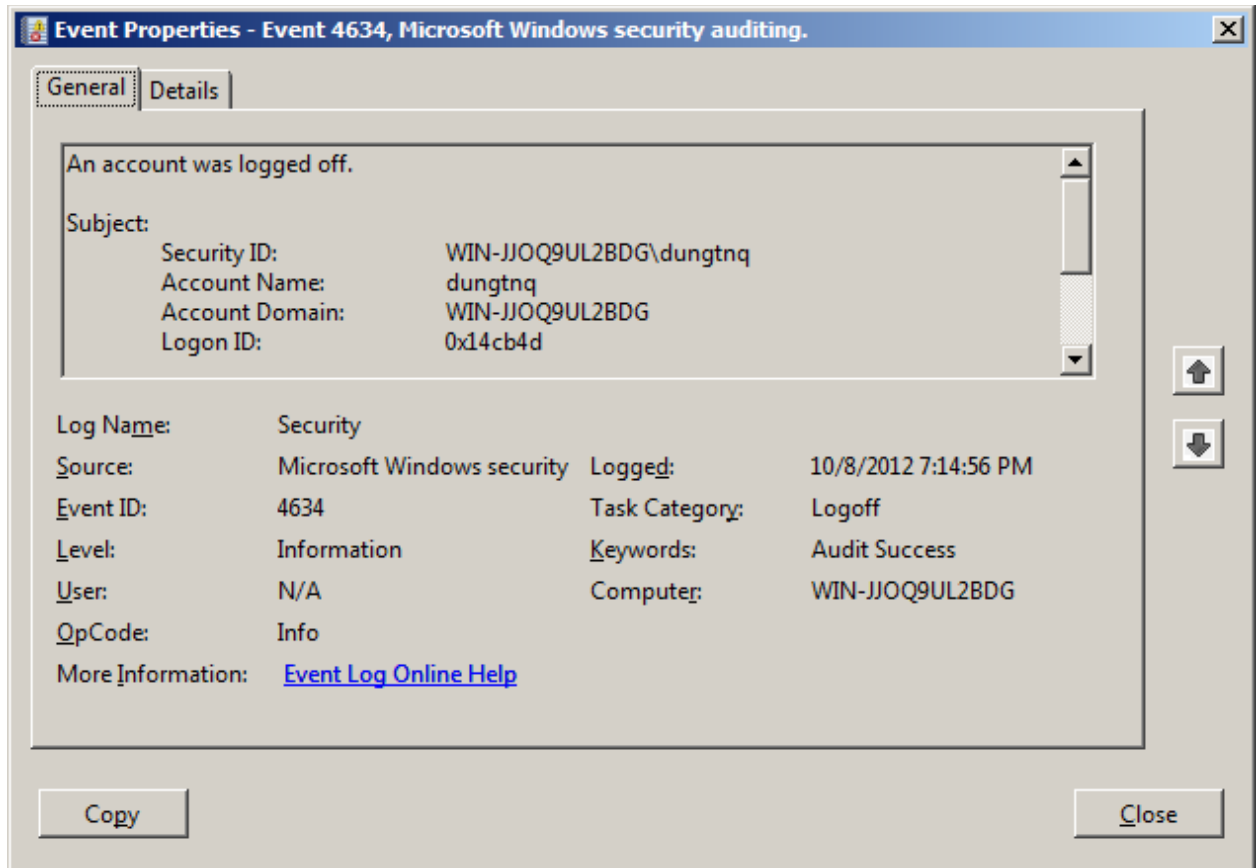 Event Properties - Event 4634, Microsoft Windows security auditing.
General Details
An account was logged off.
Subject:
Security ID: WIN-JJOQ9UL2BDG\dungtnq
Account Name: dungtnq
Account Domain: WIN-JJOQ9UL2BDG
Logon ID: 0x14cb4d
Log Name: Security
Source: Microsoft Windows security Logged: 10/8/2012 7:14:56 PM
Event ID: 4634 Task Category: Logoff
Level: Information Keywords: Audit Success
User: N/A Computer: WIN-JJOQ9UL2BDG
OpCode: Info
More Information: Event Log Online Help
Copy Close